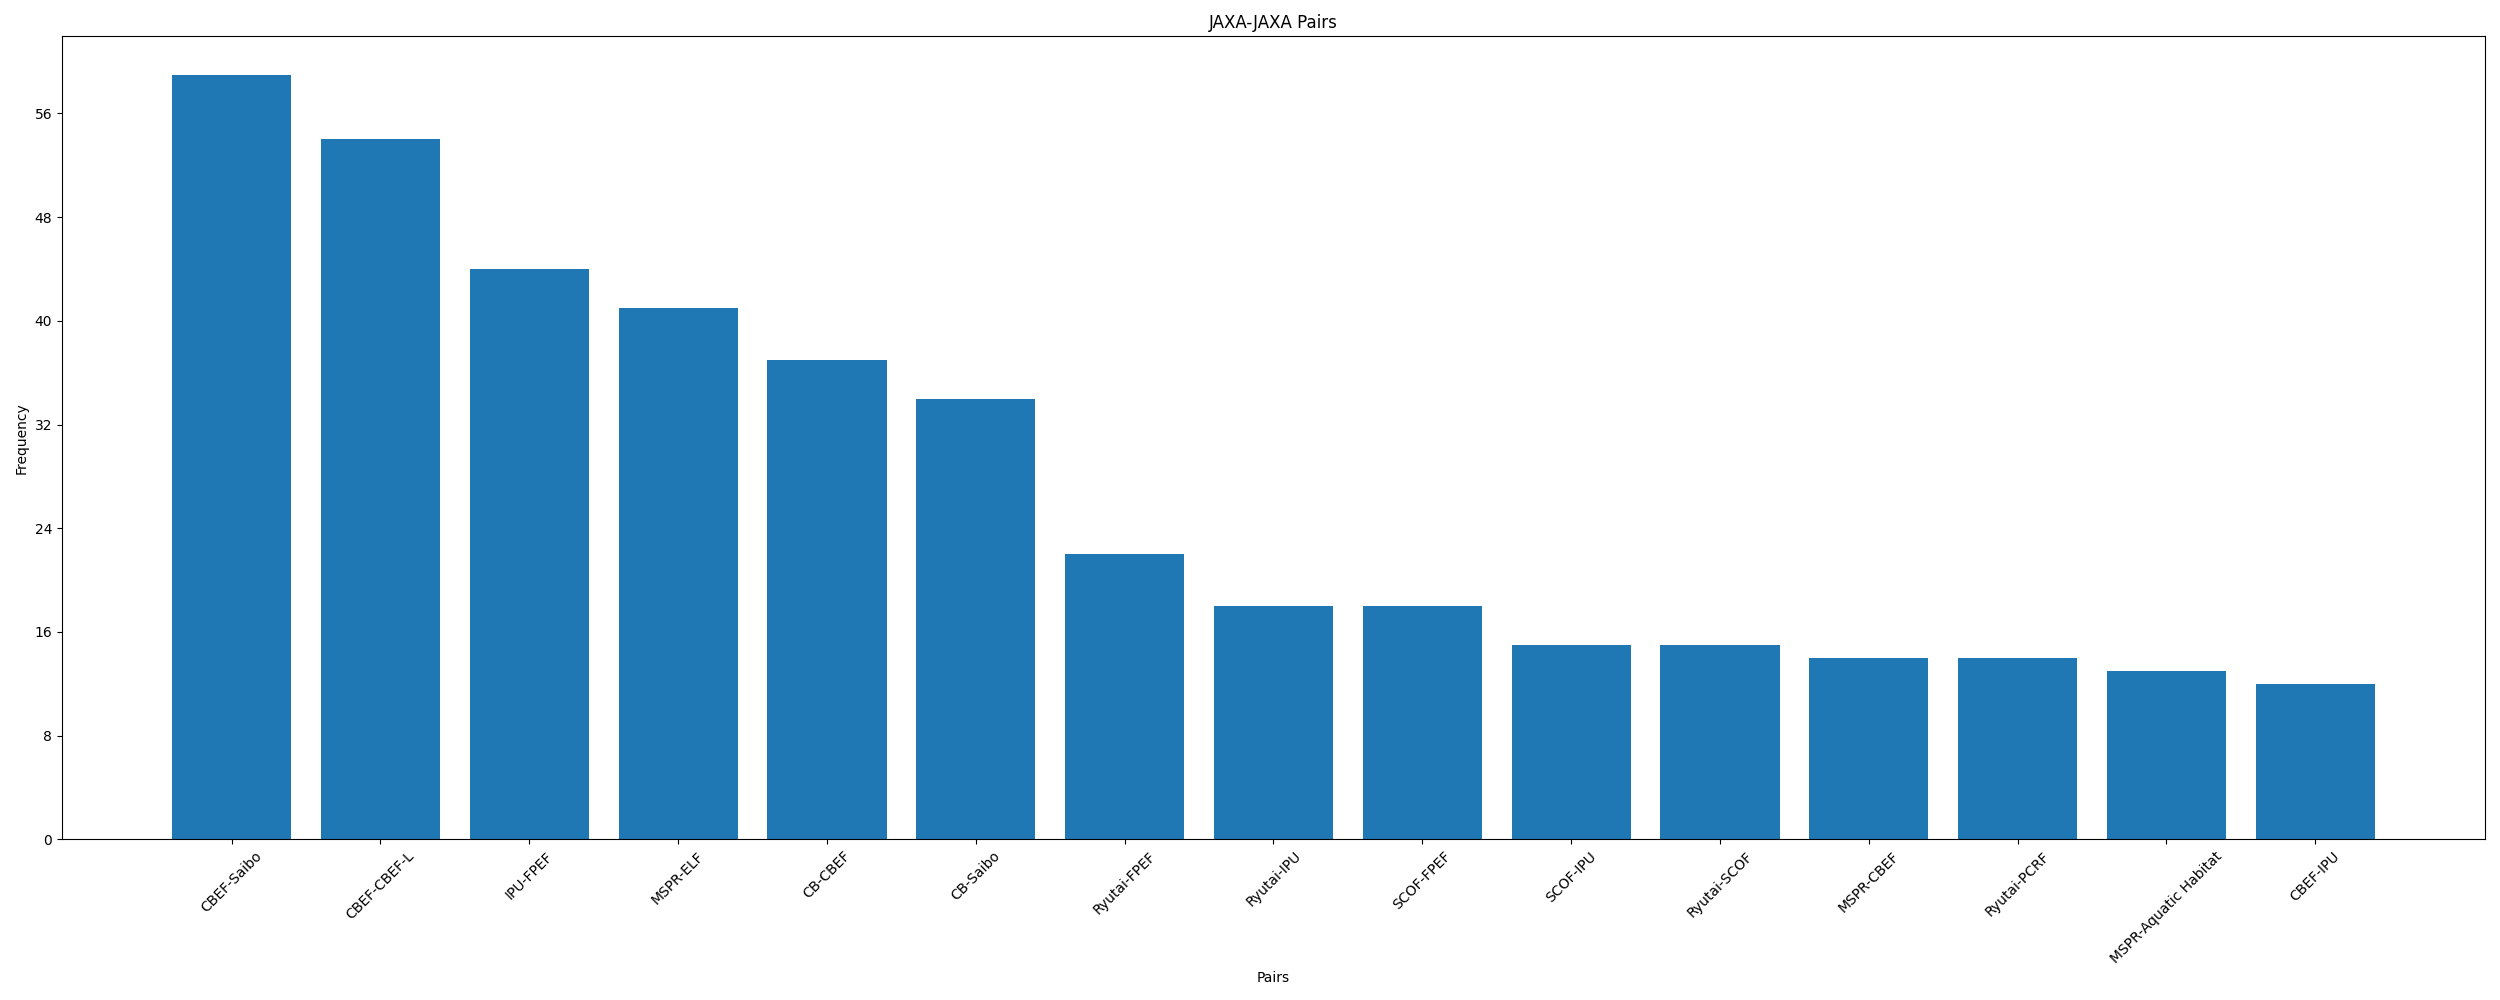 JAXA-JAXA Pairs
Frequency
56
48
40
32
24
16
8
0
CBEF-Saibo
CBEF-CBEF-L
IPU-FPEF
MSPR-ELF
CB-CBEF
CB-Saibo
Ryutai-FPEF
Ryutai-IPU
SCOF-FPEF
SCOF-IPU
Ryutai-SCOF
MSPR-CBEF
Ryutai-PCRF
MSPR-Aquatic Habitat
CBEF-IPU
Pairs